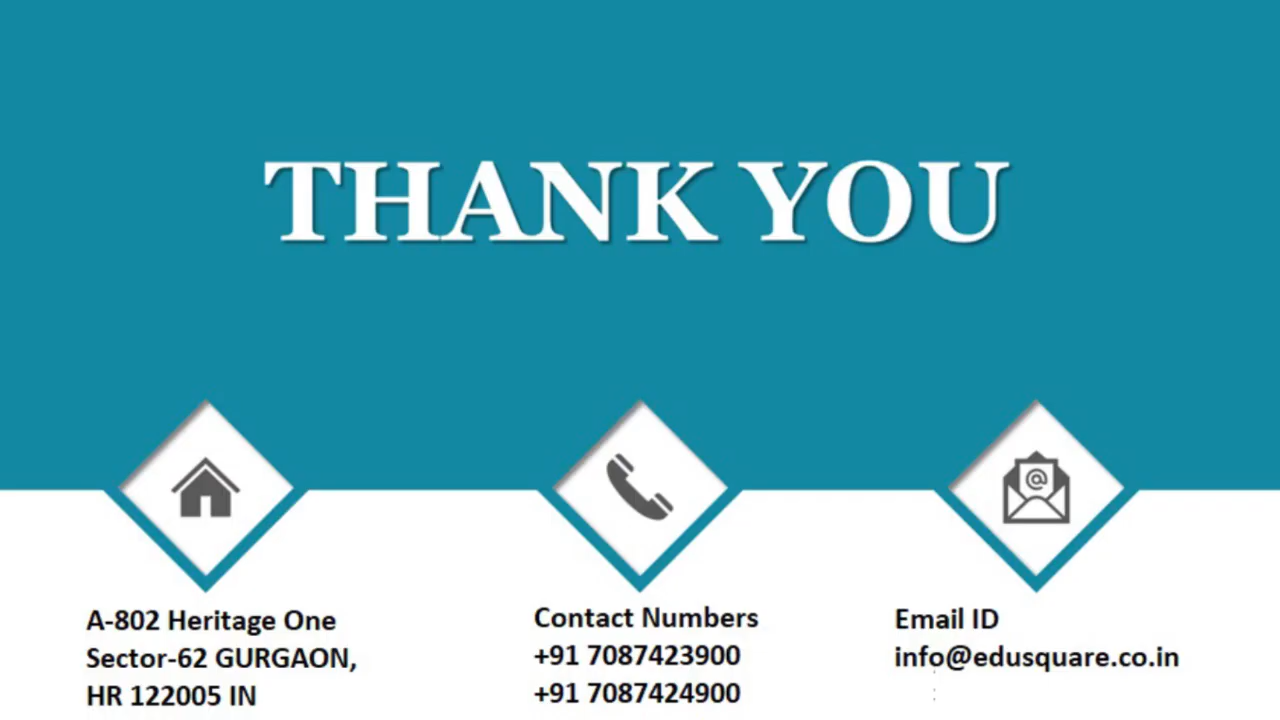 THANK YOU
A-802 Heritage One
Sector-62 GURGAON,
HR 122005 IN
Contact Numbers
+91 7087423900
+91 7087424900
Email ID
info@edusquare.co.in